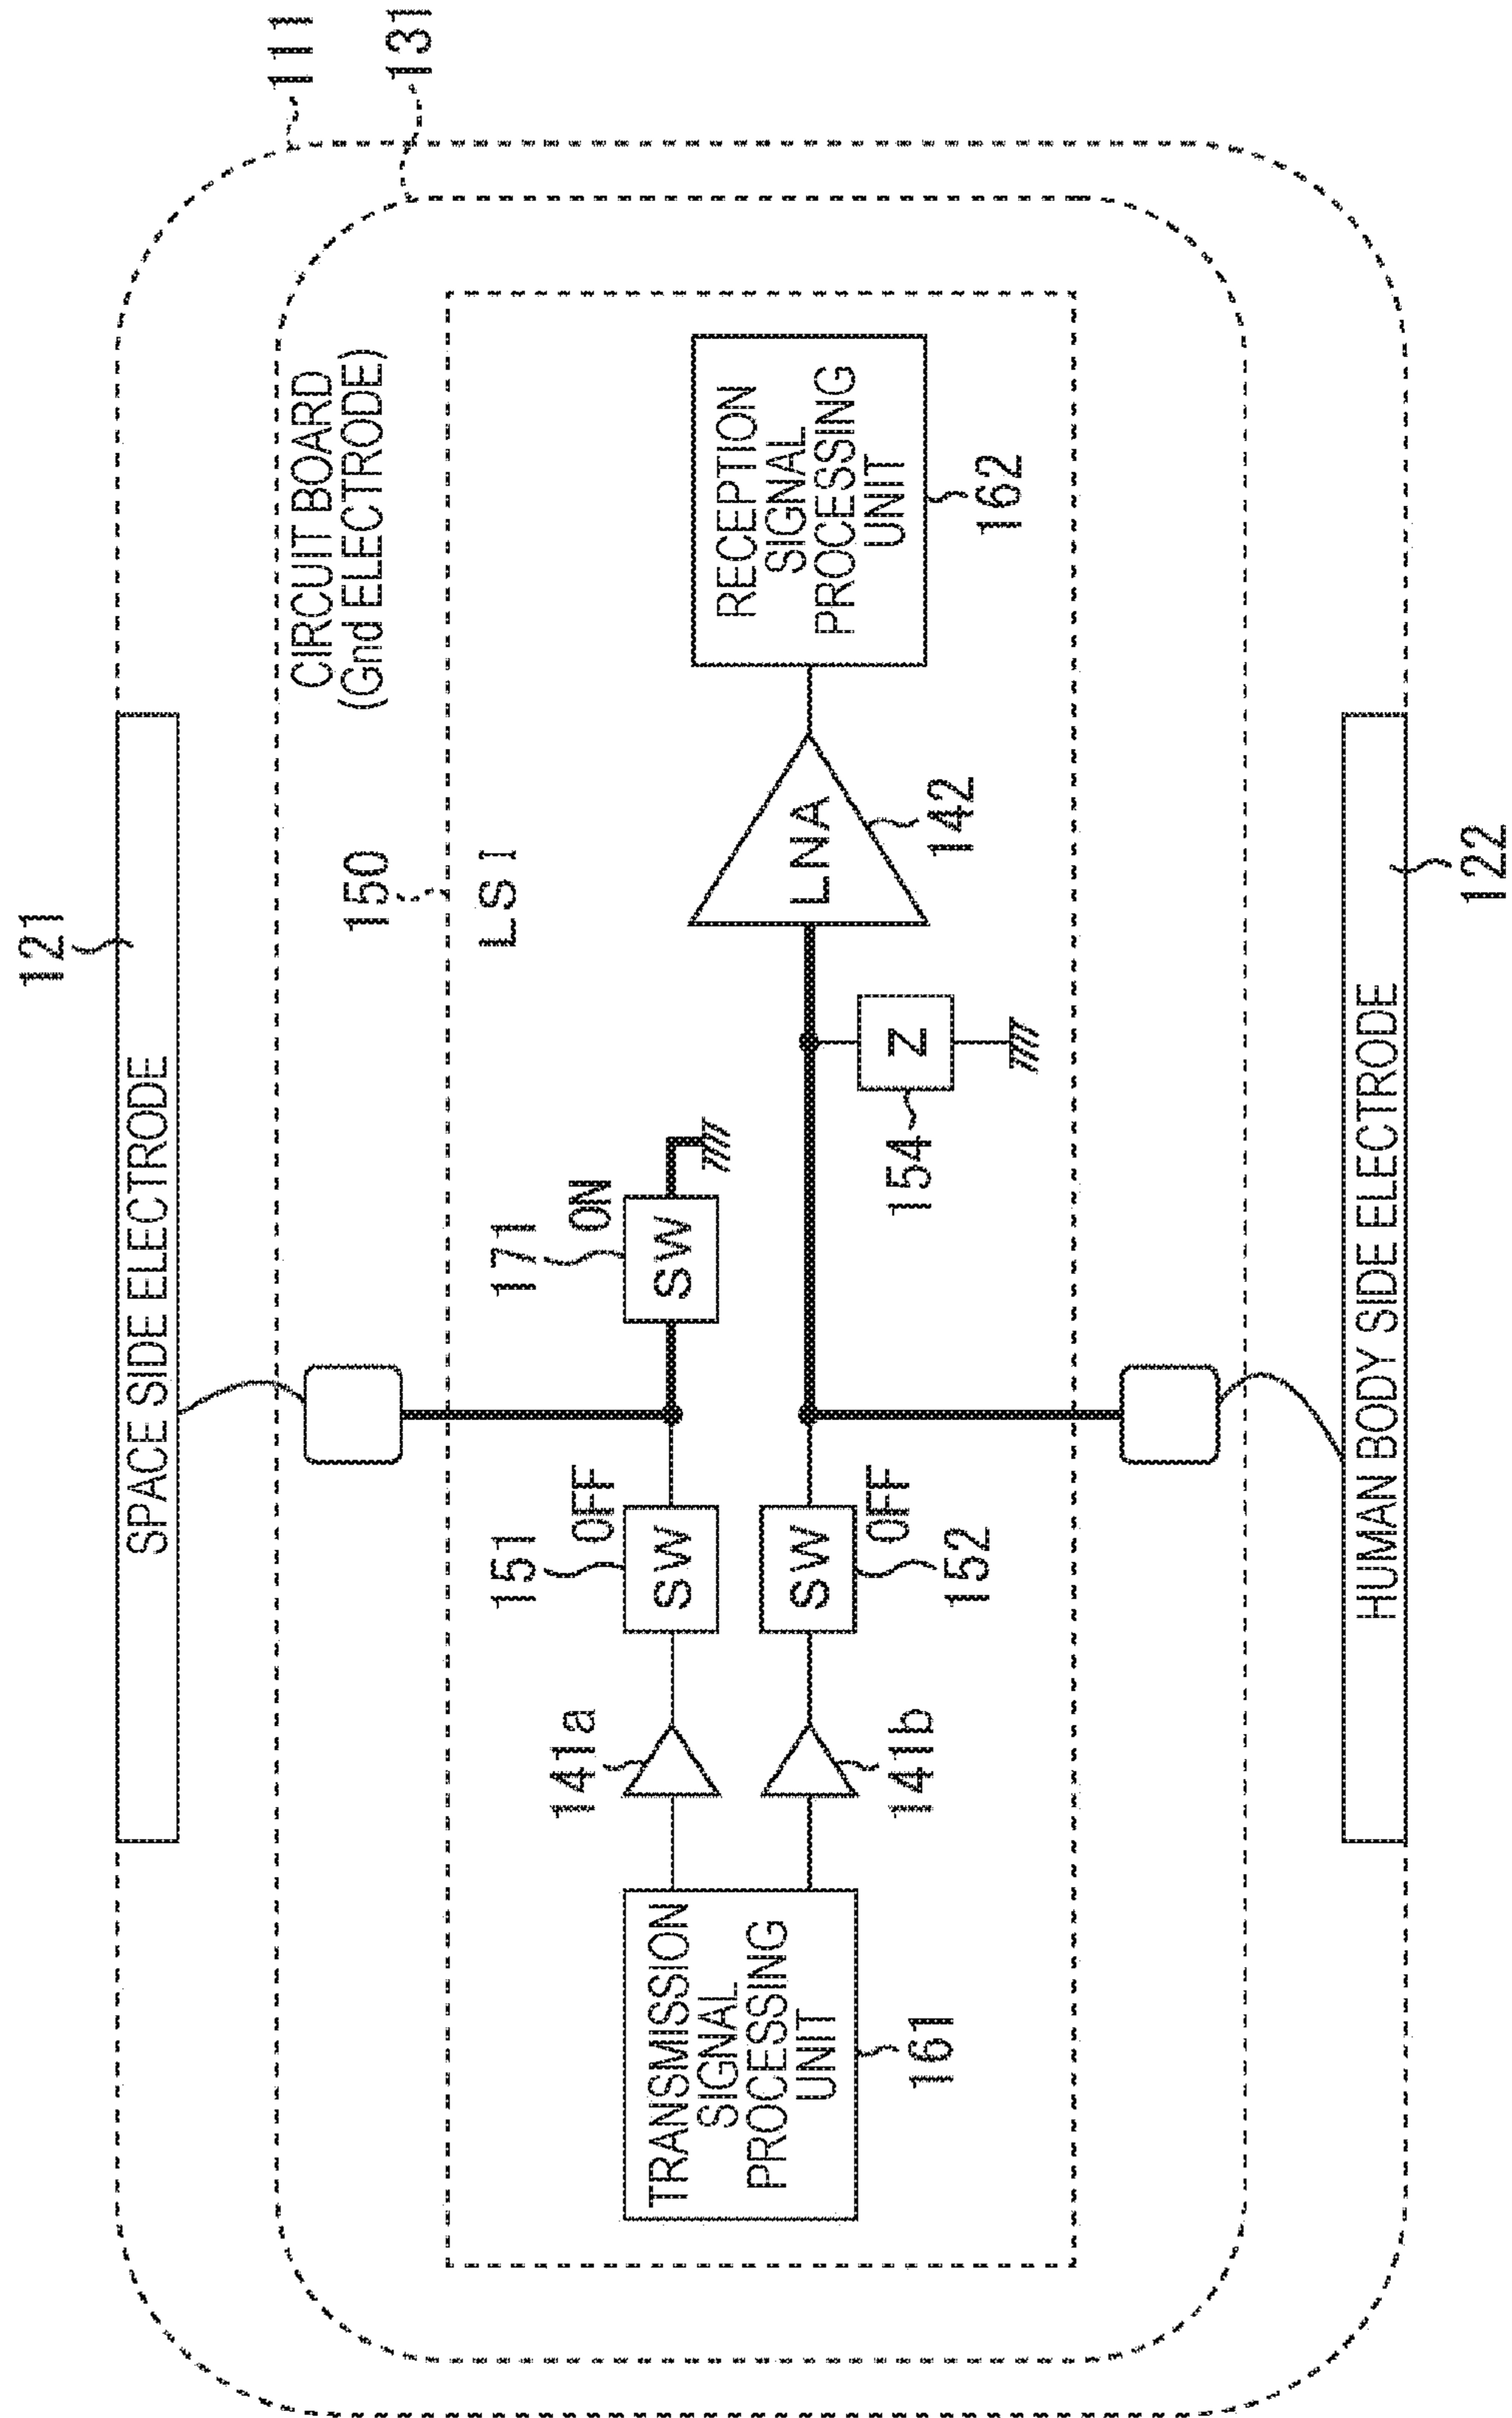 111
131
121
SPACE SIDE ELECTRODE
CIRCUIT BOARD
(Gnd ELECTRODE)
150
LSI
TRANSMISSION
SIGNAL
PROCESSING
UNIT
161
141a
141b
151
OFF
SW
SW
OFF
152
171
ON
SW
Z
154
LNA
142
RECEPTION
SIGNAL
PROCESSING
UNIT
162
HUMAN BODY SIDE ELECTRODE
122